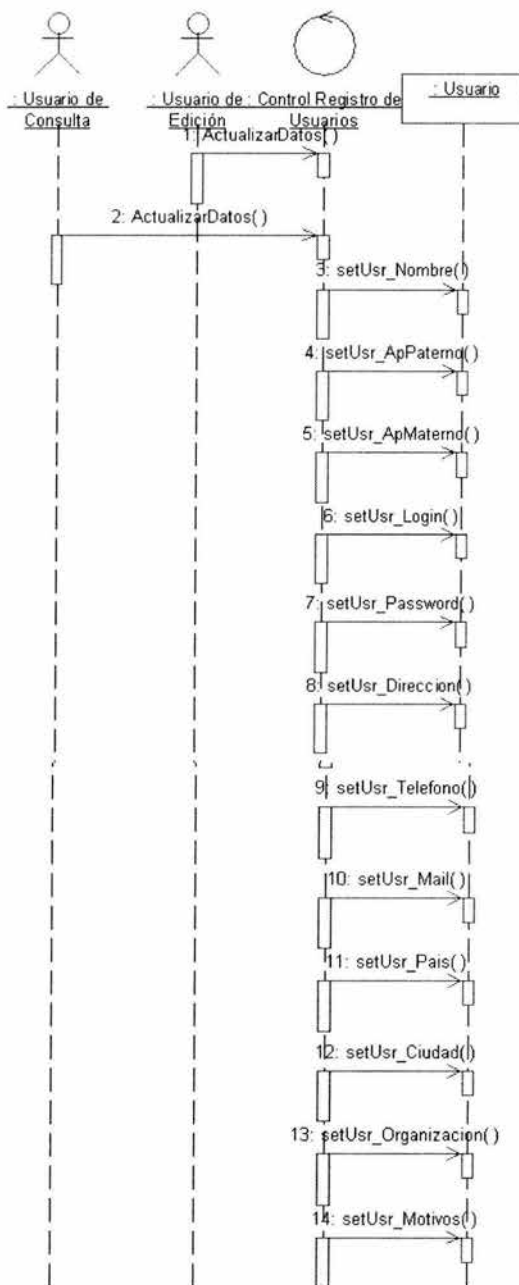 : Usuario de
Consulta
: Usuario de
Edición
: Control Registro de
Usuarios
: Usuario
1: ActualizarDatos( )
2: ActualizarDatos( )
3: setUsr_Nombre( )
4: setUsr_ApPaterno( )
5: setUsr_ApMaterno( )
6: setUsr_Login( )
7: setUsr_Password( )
8: setUsr_Direccion( )
9: setUsr_Telefono( )
10: setUsr_Mail( )
11: setUsr_Pais( )
12: setUsr_Ciudad( )
13: setUsr_Organizacion( )
14: setUsr_Motivos( )